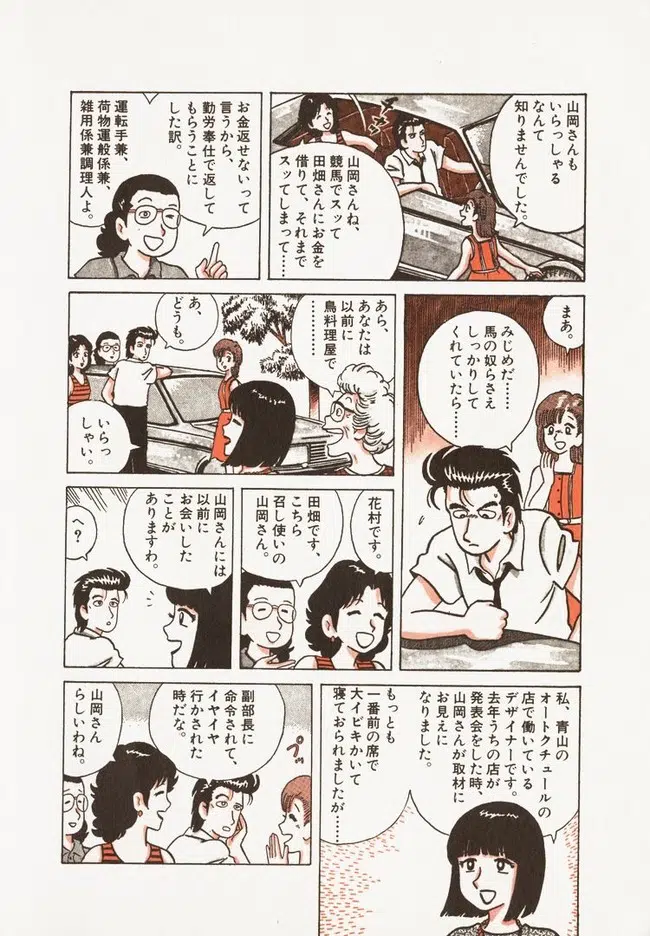 山岡さんも
いらっしゃる
なんて
知りませんでした。
山岡さんね、
競馬でスッて
田畑さんにお金を
借りて、それまで
スッてしまって……
お金返せないって
言うから、
勤労奉仕で返して
もらうことに
した訳。
運転手兼、
荷物運般係兼、
雑用係兼調理人よ。
まあ。
みじめだ……
馬の奴らさえ
しっかりして
くれていたら……
あら、
あなたは
以前に
鳥料理屋で
……
あ、
どうも。
いらっ
しゃい。
花村です。
田畑です、
こちら
召し使いの
山岡さん。
山岡さんには
以前に
お会いした
ことが
ありますわ。
へ?
私、青山の
オートクチュールの
店で働いている
デザイナーです。
去年うちの店が
発表会をした時、
山岡さんが取材に
お見えに
なりました。
もっとも
一番前の席で
大イビキかいて
寝ておられましたが……
プッ
副部長に
命令されて、
イヤイヤ
行かされた
時だな。
山岡さん
らしいわね。